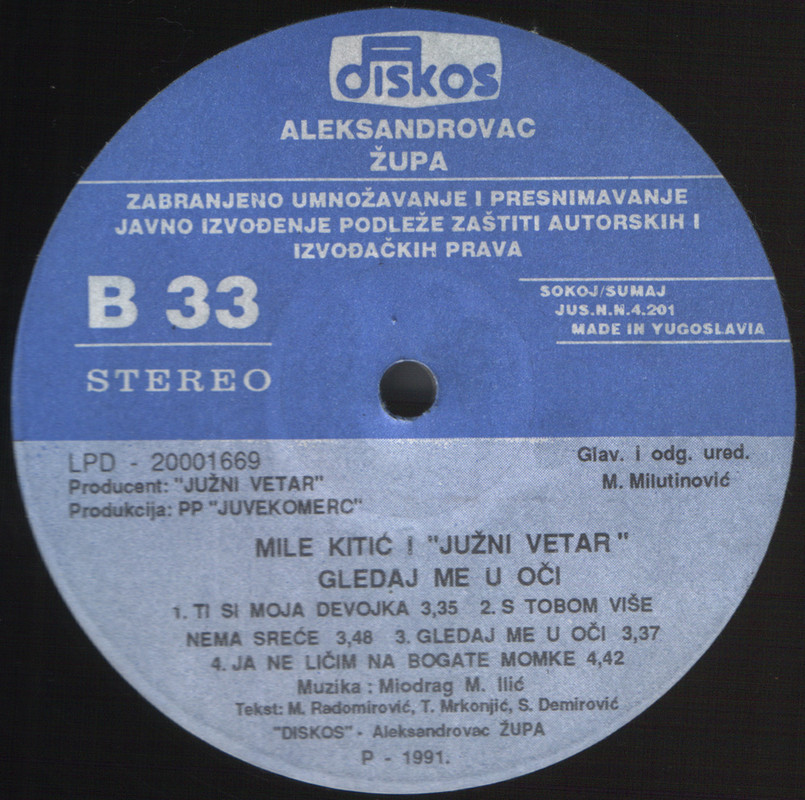 diskos
ALEKSANDROVAC
ŽUPA
ZABRANJENO UMNOŽAVANJE I PRESNIMAVANJE
JAVNO IZVOĐENJE PODLEŽE ZAŠTITI AUTORSKIH I
IZVOĐAČKIH PRAVA
B 33
STEREO
SOKOJ/SUMAJ
JUS.N.N.4.201
MADE IN YUGOSLAVIA
LPD - 20001669
Producent: "JUŽNI VETAR"
Produkcija: PP "JUVEKOMERC"
Glav. i odg. ured.
M. Milutinović
MILE KITIĆ I "JUŽNI VETAR"
GLEDAJ ME U OČI
1. TI SI MOJA DEVOJKA 3,35 2. S TOBOM VIŠE
NEMA SREĆE 3,48 3. GLEDAJ ME U OČI 3,37
4. JA NE LIČIM NA BOGATE MOMKE 4,42
Muzika : Miodrag M. Ilić
Tekst: M. Radomirović, T. Mrkonjić, S. Demirović
"DISKOS" - Aleksandrovac ŽUPA
P - 1991.